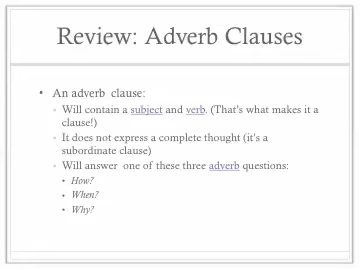 Review: Adverb Clauses
• An adverb clause:
◦ Will contain a subject and verb. (That's what makes it a
clause!)
◦ It does not express a complete thought (it's a
subordinate clause)
◦ Will answer one of these three adverb questions:
• How?
• When?
• Why?